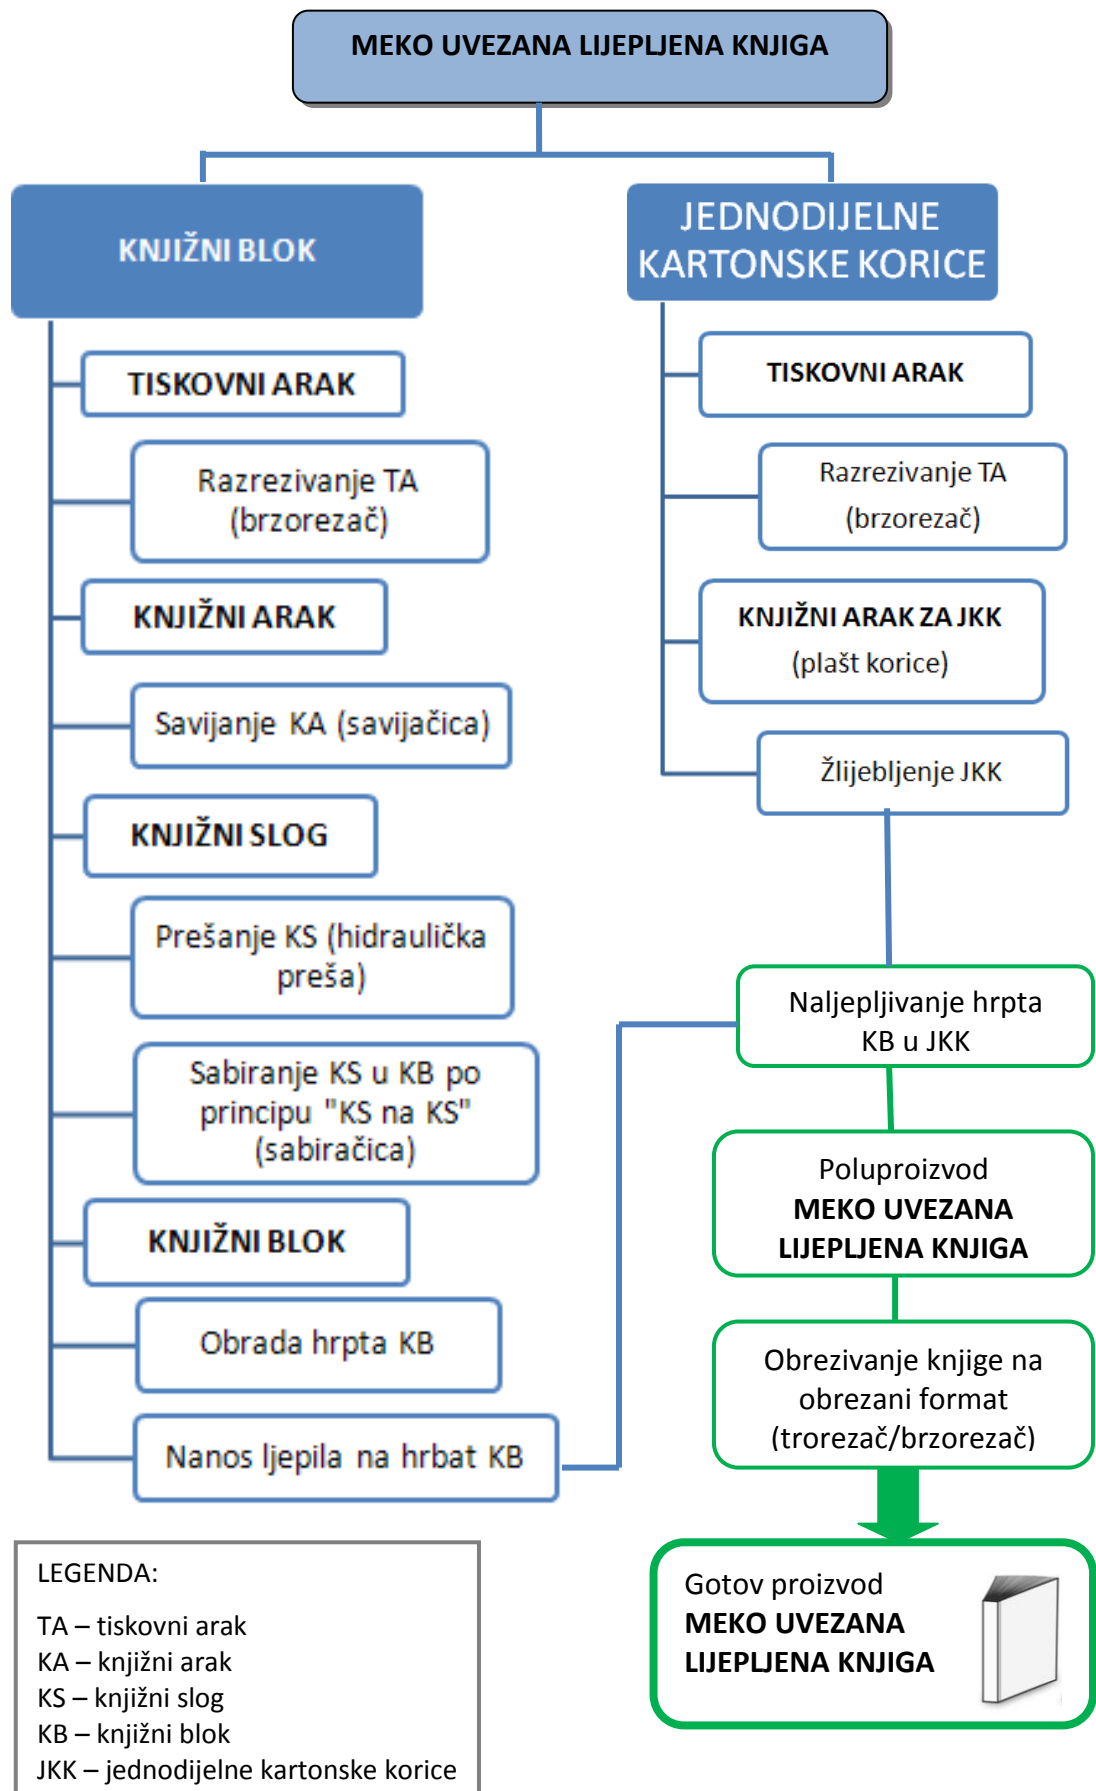 MEKO UVEZANA LIJEPLJENA KNJIGA
KNJIŽNI BLOK
TISKOVNI ARAK
Razrezivanje TA
(brzorezač)
KNJIŽNI ARAK
Savijanje KA (savijačica)
KNJIŽNI SLOG
Prešanje KS (hidraulička
preša)
Sabiranje KS u KB po
principu "KS na KS"
(sabiračica)
KNJIŽNI BLOK
Obrada hrpta KB
Nanos ljepila na hrbat KB
JEDNODIJELNE
KARTONSKE KORICE
TISKOVNI ARAK
Razrezivanje TA
(brzorezač)
KNJIŽNI ARAK ZA JKK
(plašt korice)
Žlijebljenje JKK
Naljepljivanje hrpta
KB u JKK
Poluproizvod
MEKO UVEZANA
LIJEPLJENA KNJIGA
Obrezivanje knjige na
obrezani format
(trorezač/brzorezač)
Gotov proizvod
MEKO UVEZANA
LIJEPLJENA KNJIGA
LEGENDA:
TA – tiskovni arak
KA – knjižni arak
KS – knjižni slog
KB – knjižni blok
JKK – jednodijelne kartonske korice